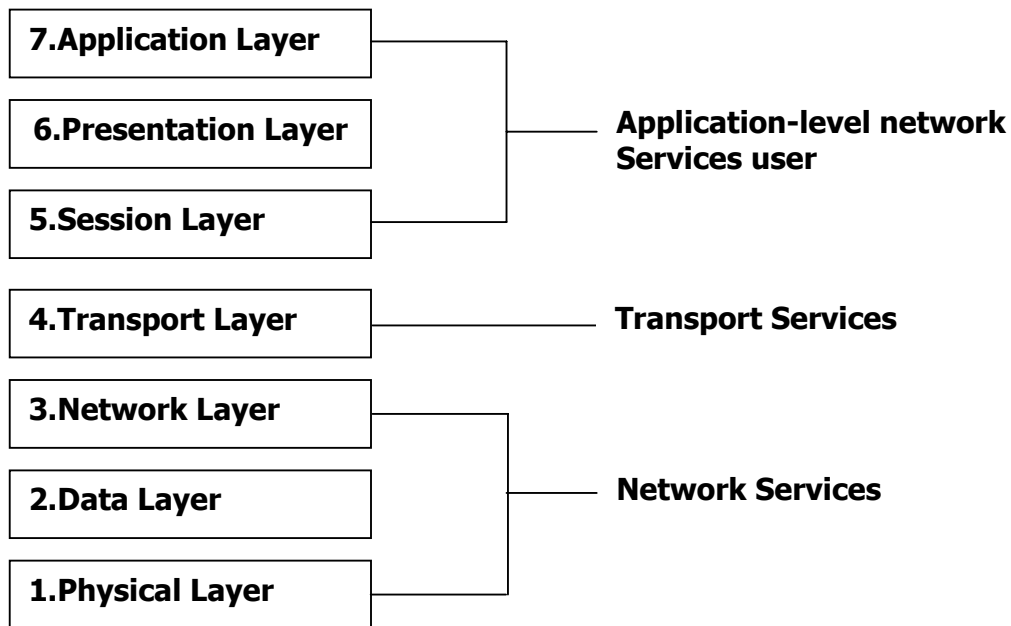 7.Application Layer
6.Presentation Layer
Application-level network
Services user
5.Session Layer
4.Transport Layer
Transport Services
3.Network Layer
2.Data Layer
Network Services
1.Physical Layer